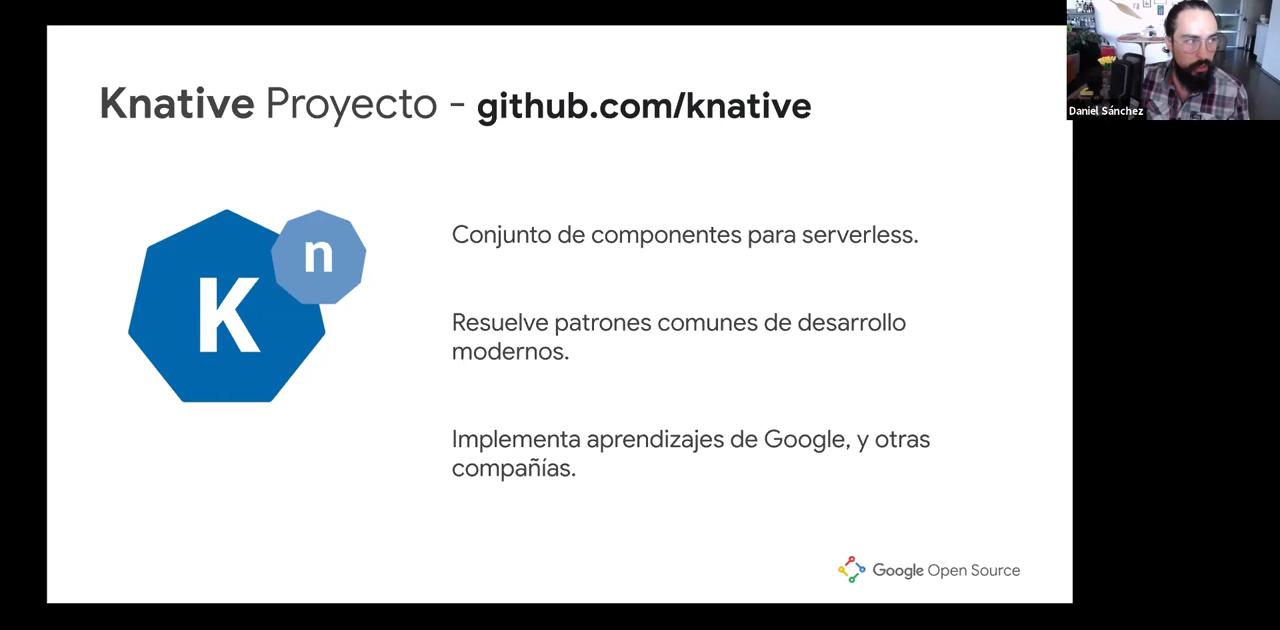 Knative Proyecto - github.com/knative
Daniel Sánchez
K
n
Conjunto de componentes para serverless.
Resuelve patrones comunes de desarrollo
modernos.
Implementa aprendizajes de Google, y otras
compañías.
Google Open Source